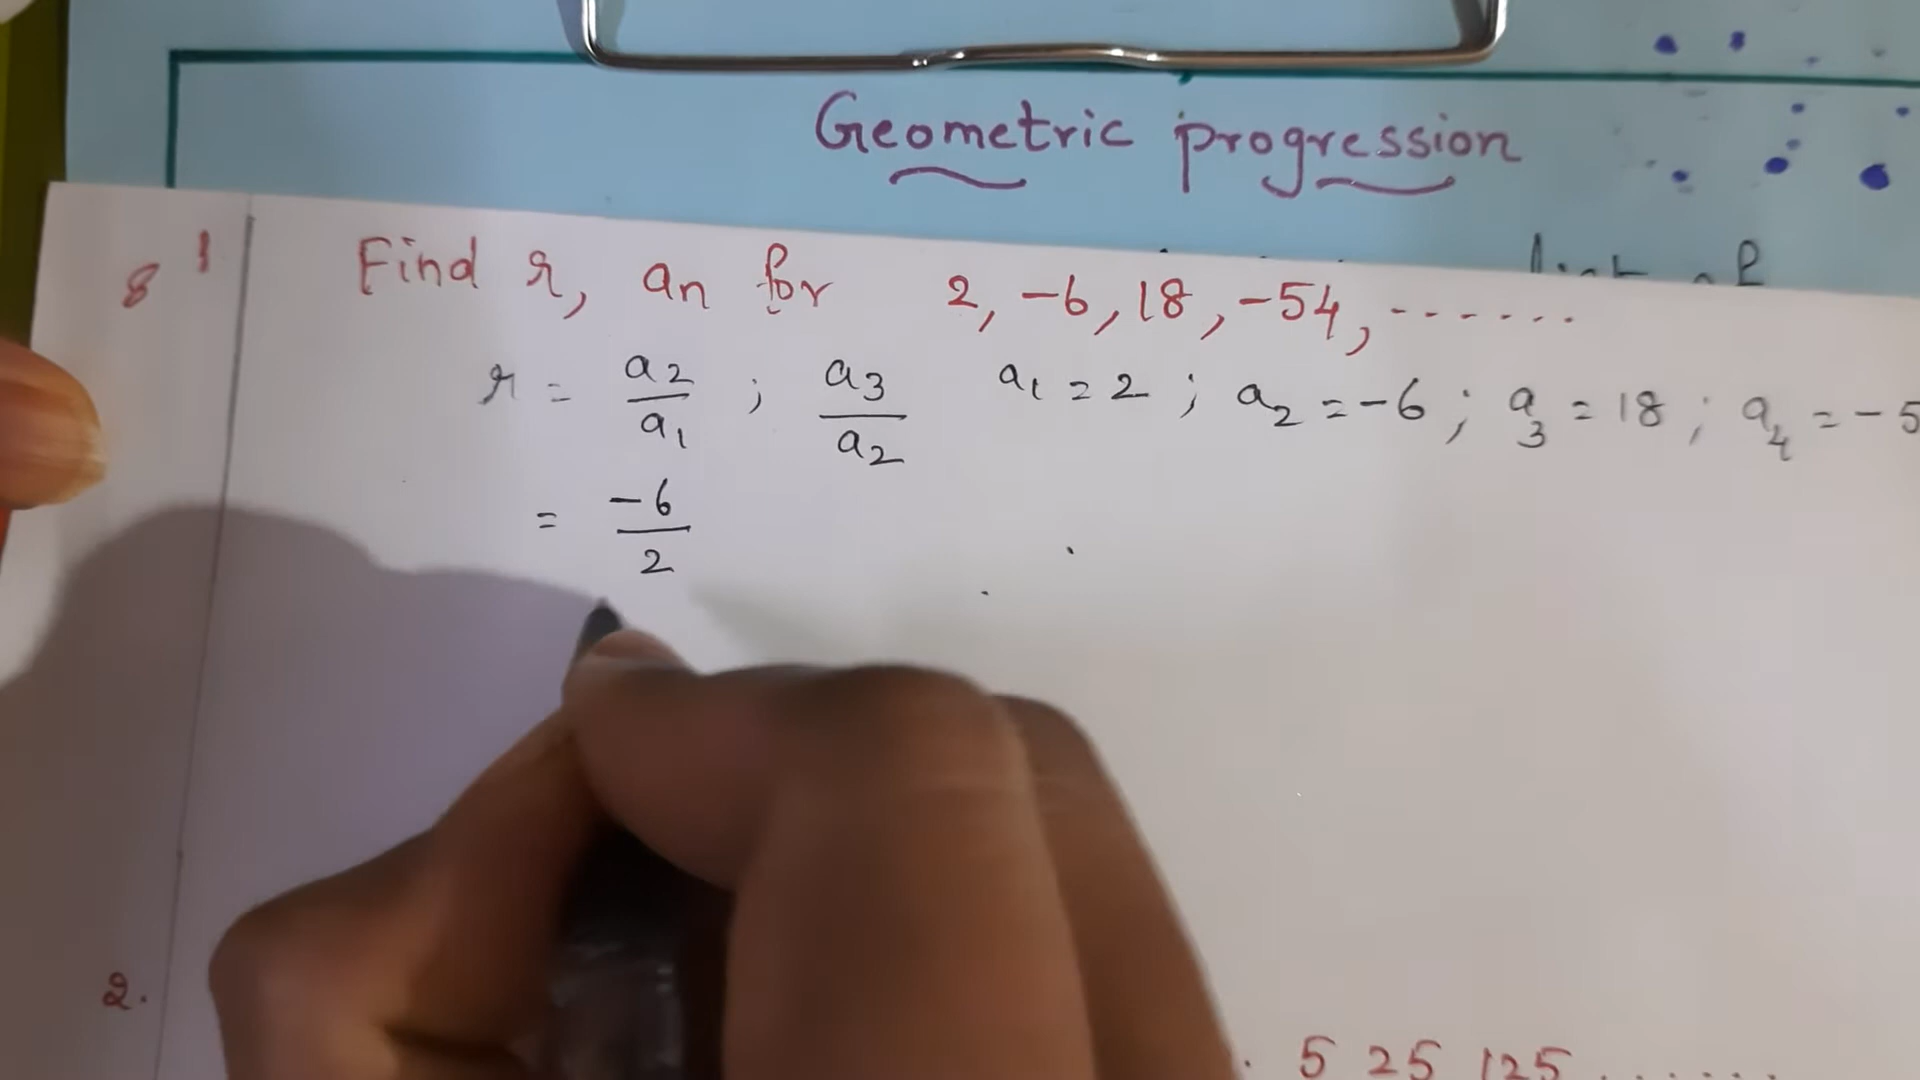 Geometric progression
8 1 Find r, an for 2, -6, 18, -54, ......
r = a2/a1 ; a3/a2 a1 = 2 ; a2 = -6 ; a3 = 18 ; a4 = -5
= -6/2
2. 5 25 125 ......